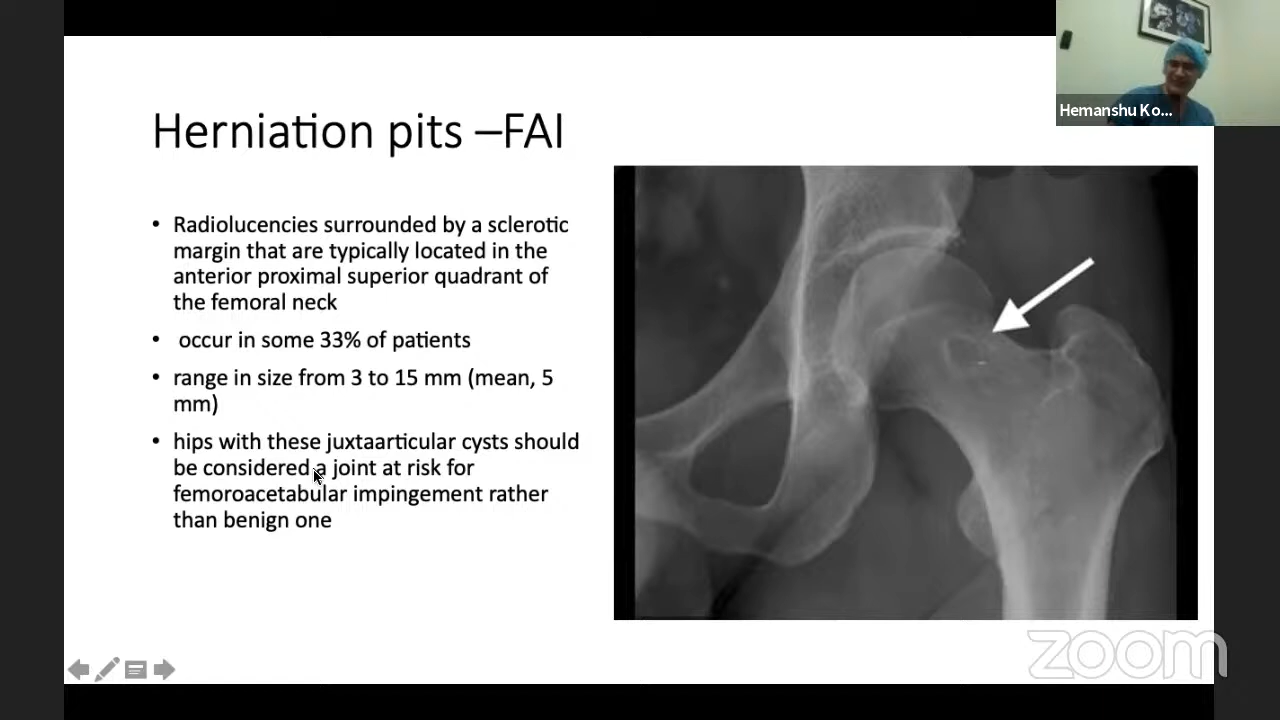 Hemanshu Ko...
Herniation pits –FAI
• Radiolucencies surrounded by a sclerotic
margin that are typically located in the
anterior proximal superior quadrant of
the femoral neck
• occur in some 33% of patients
• range in size from 3 to 15 mm (mean, 5
mm)
• hips with these juxtaarticular cysts should
be considered a joint at risk for
femoroacetabular impingement rather
than benign one
zoom